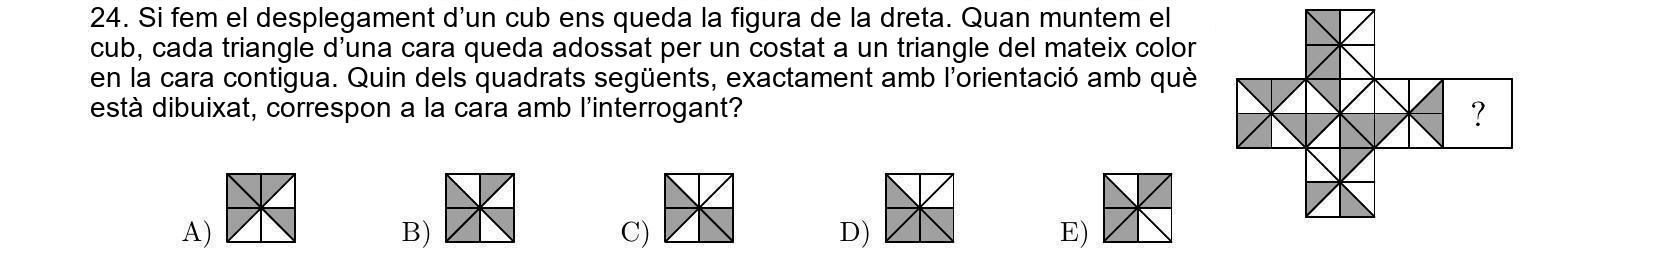 24. Si fem el desplegament d’un cub ens queda la figura de la dreta. Quan muntem el
cub, cada triangle d’una cara queda adossat per un costat a un triangle del mateix color
en la cara contigua. Quin dels quadrats següents, exactament amb l’orientació amb què
està dibuixat, correspon a la cara amb l’interrogant?
?
A) B) C) D) E)